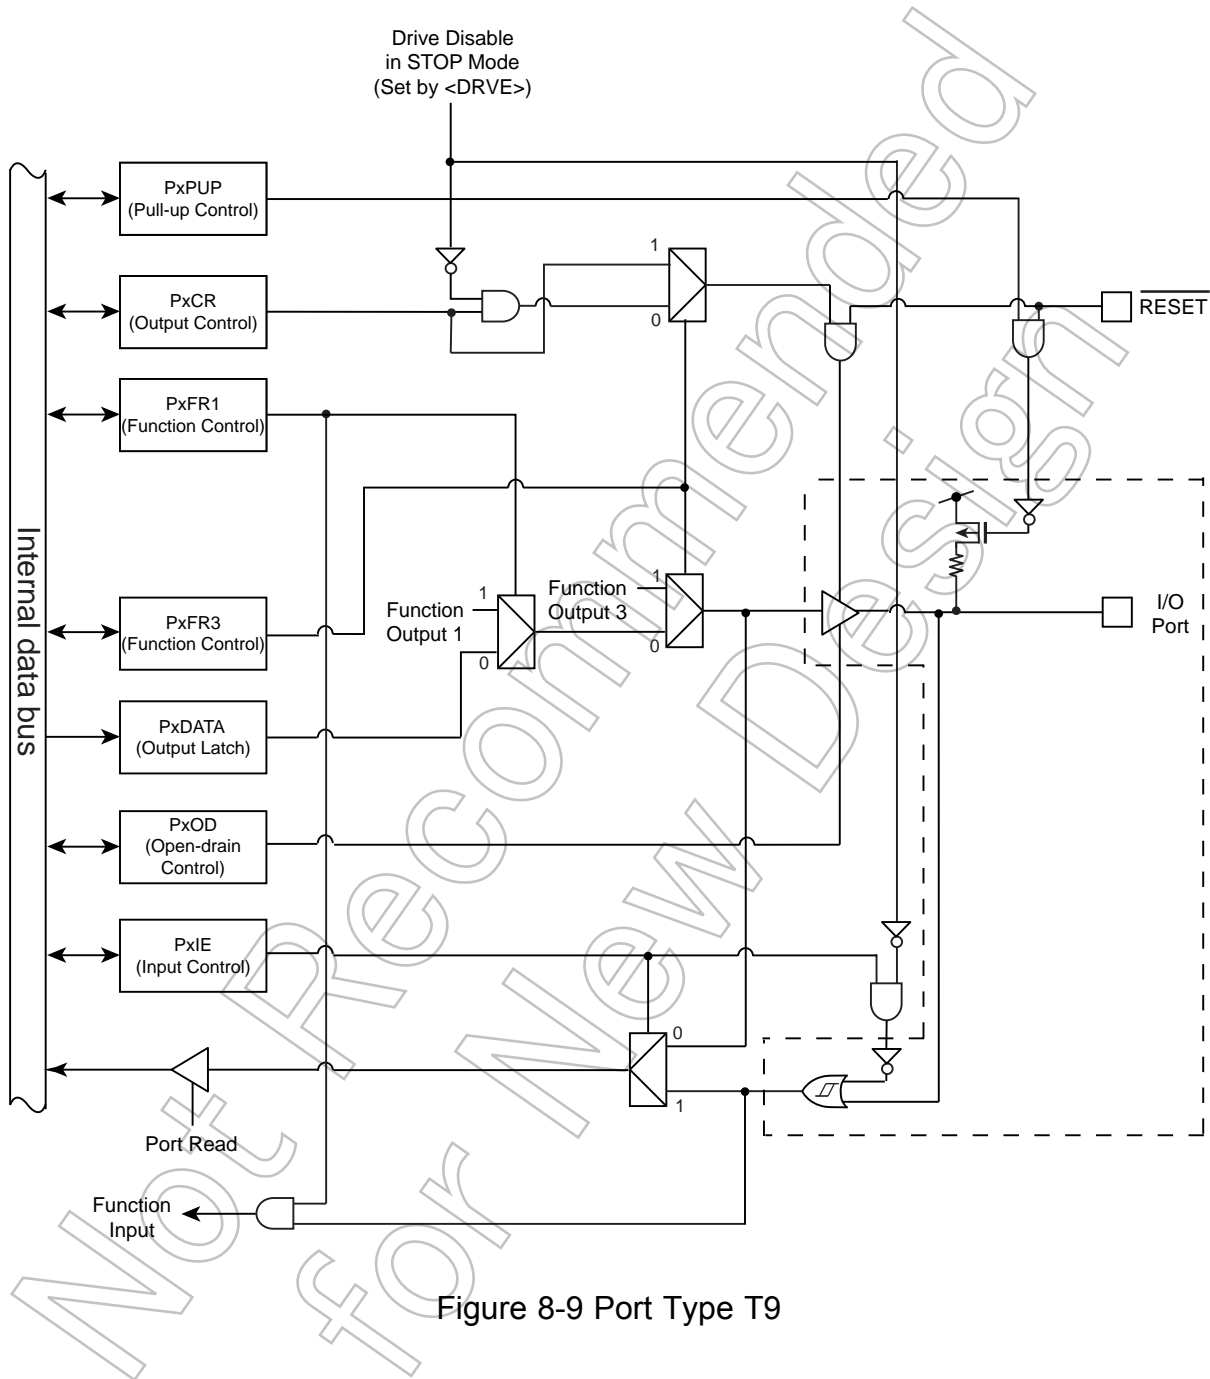 Drive Disable
in STOP Mode
(Set by <DRVE>)
PxPUP
(Pull-up Control)
1
PxCR
(Output Control)
0
RESET
PxFR1
(Function Control)
Internal data bus
1
Function
Output 1
0
1
Function
Output 3
0
I/O
Port
PxFR3
(Function Control)
PxDATA
(Output Latch)
PxOD
(Open-drain
Control)
PxIE
(Input Control)
0
1
Port Read
Function
Input
Not Recommended
for New Design
Figure 8-9 Port Type T9